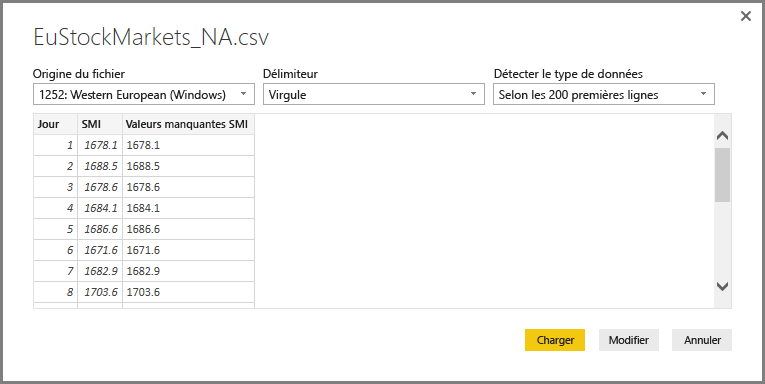 EuStockMarkets_NA.csv
Origine du fichier Délimiteur Détecter le type de données
1252: Western European (Windows) Virgule Selon les 200 premières lignes
Jour SMI Valeurs manquantes SMI
1 1678.1 1678.1
2 1688.5 1688.5
3 1678.6 1678.6
4 1684.1 1684.1
5 1686.6 1686.6
6 1671.6 1671.6
7 1682.9 1682.9
8 1703.6 1703.6
Charger Modifier Annuler